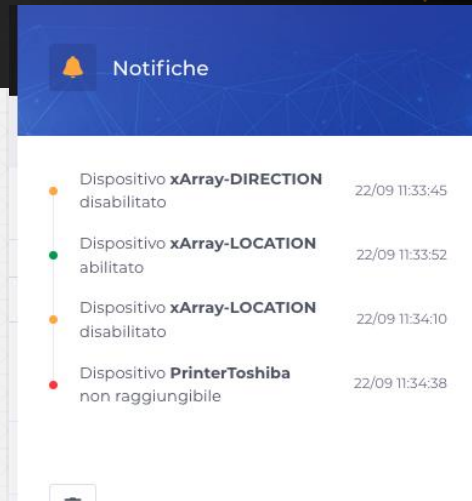 Notifiche
Dispositivo xArray-DIRECTION
disabilitato
22/09 11:33:45
Dispositivo xArray-LOCATION
abilitato
22/09 11:33:52
Dispositivo xArray-LOCATION
disabilitato
22/09 11:34:10
Dispositivo PrinterToshiba
non raggiungibile
22/09 11:34:38